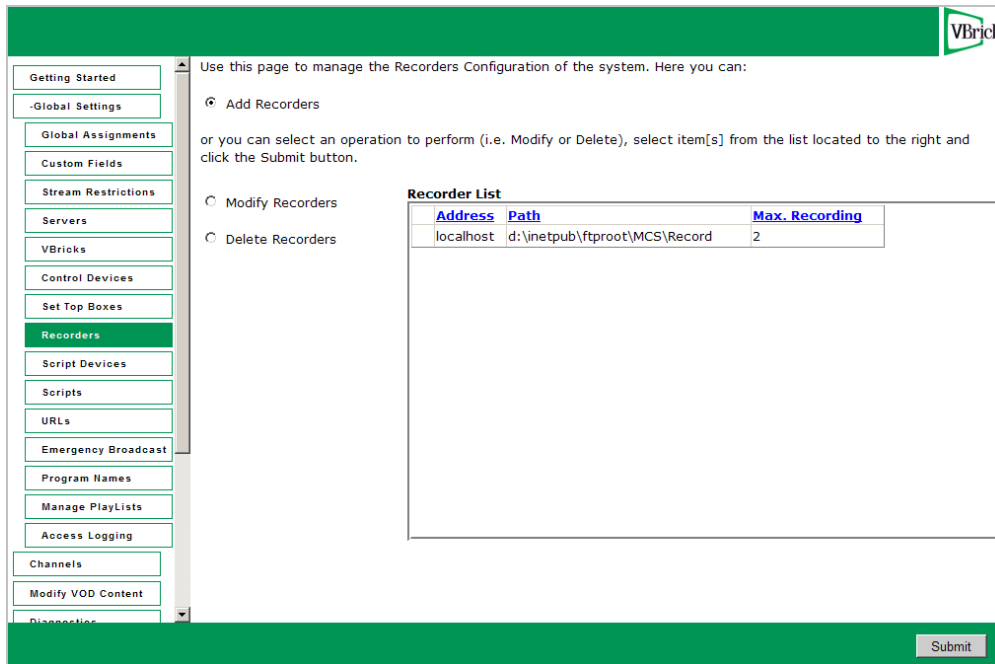 VBrick
Getting Started
-Global Settings
Global Assignments
Custom Fields
Stream Restrictions
Servers
VBricks
Control Devices
Set Top Boxes
Recorders
Script Devices
Scripts
URLs
Emergency Broadcast
Program Names
Manage PlayLists
Access Logging
Channels
Modify VOD Content
Diagnostics
Use this page to manage the Recorders Configuration of the system. Here you can:
Add Recorders
or you can select an operation to perform (i.e. Modify or Delete), select item[s] from the list located to the right and
click the Submit button.
Modify Recorders
Delete Recorders
Recorder List
Address Path Max. Recording
localhost d:\inetpub\ftproot\MCS\Record 2
Submit